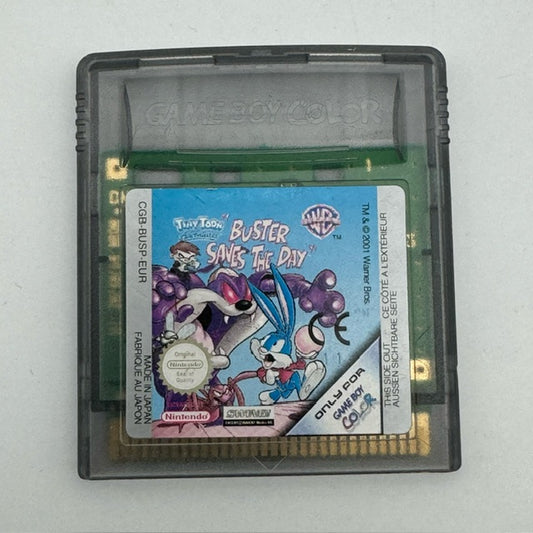 GAME BOY COLOR
CGB-BUSP-EUR
MADE IN JAPAN
FABRIQUÉ AU JAPON
TINY TOON
BUSTER
SAVES THE DAY
WB
TM
CE
Original
Nintendo
Seal of
Quality
Nintendo
ONLY FOR
GAME BOY
COLOR
TM & © 2001 Warner Bros.
THIS SIDE OUT CE CÔTÉ A L'EXTÉRIEUR
AUSSEN SICHTBARE SEITE